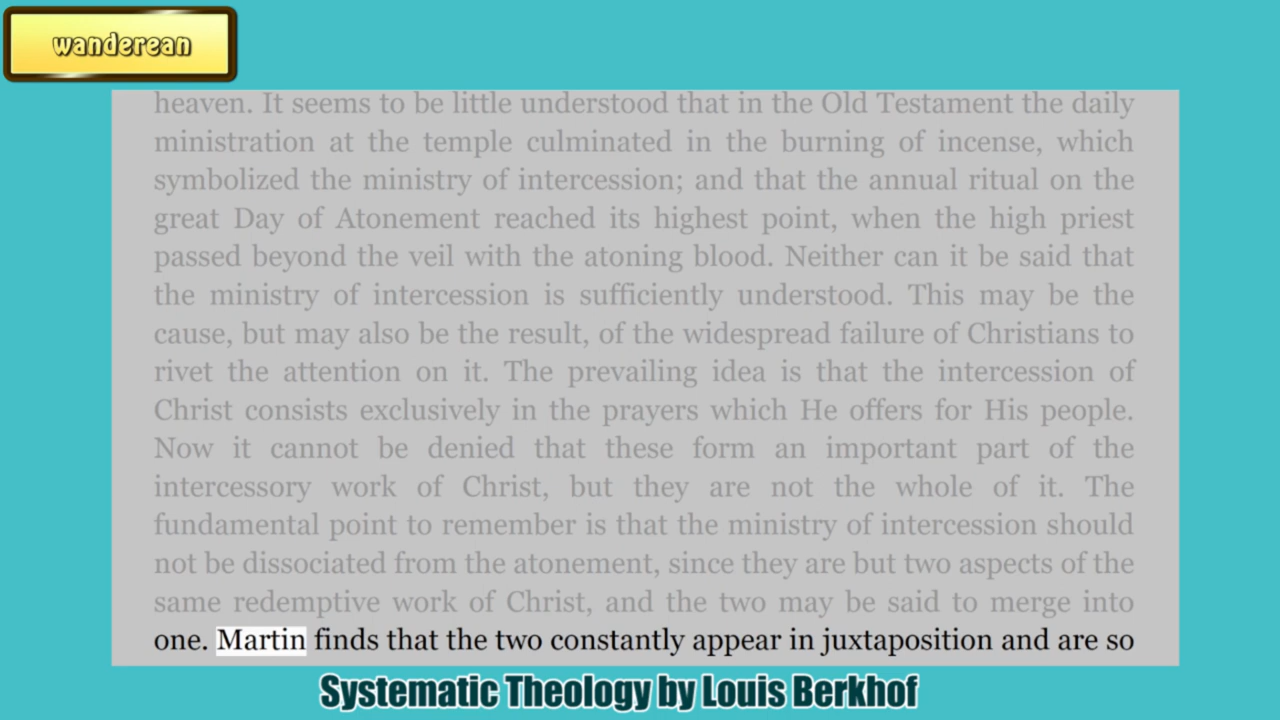 wanderean
heaven. It seems to be little understood that in the Old Testament the daily
ministration at the temple culminated in the burning of incense, which
symbolized the ministry of intercession; and that the annual ritual on the
great Day of Atonement reached its highest point, when the high priest
passed beyond the veil with the atoning blood. Neither can it be said that
the ministry of intercession is sufficiently understood. This may be the
cause, but may also be the result, of the widespread failure of Christians to
rivet the attention on it. The prevailing idea is that the intercession of
Christ consists exclusively in the prayers which He offers for His people.
Now it cannot be denied that these form an important part of the
intercessory work of Christ, but they are not the whole of it. The
fundamental point to remember is that the ministry of intercession should
not be dissociated from the atonement, since they are but two aspects of the
same redemptive work of Christ, and the two may be said to merge into
one. Martin finds that the two constantly appear in juxtaposition and are so
Systematic Theology by Louis Berkhof